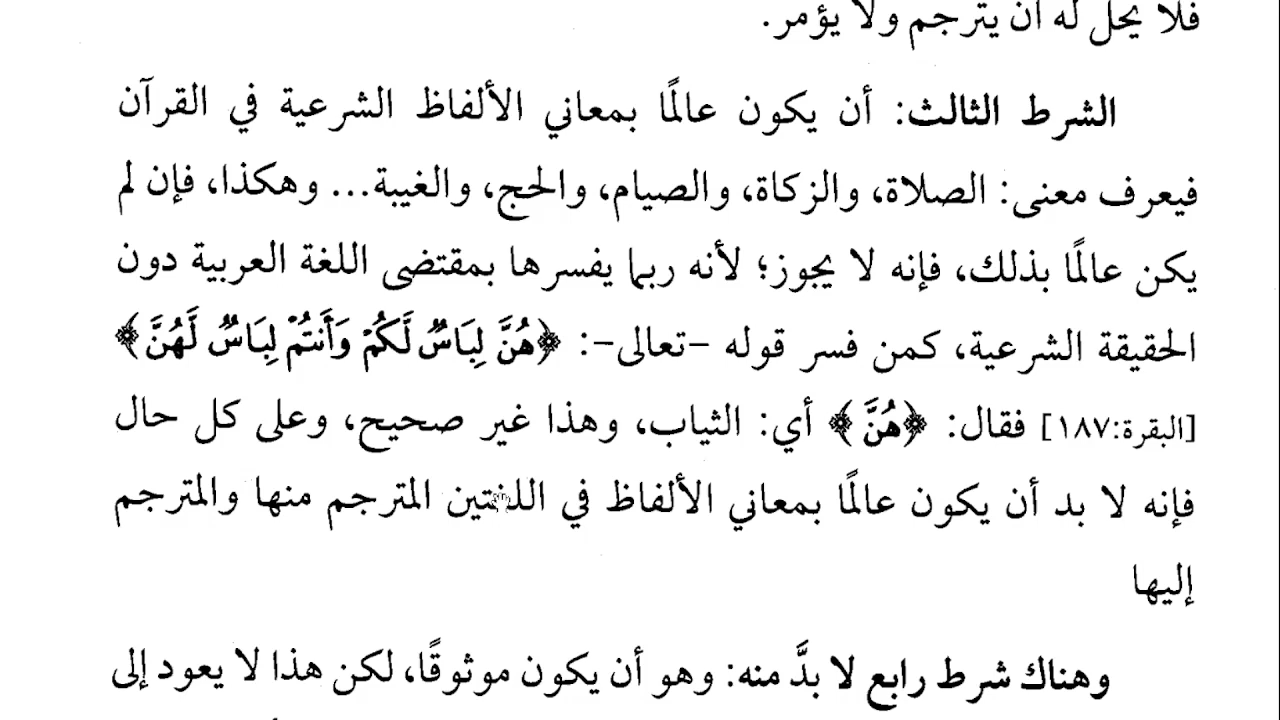 فلا يحل له أن يترجم ولا يؤمر.
الشرط الثالث: أن يكون عالمًا بمعاني الألفاظ الشرعية في القرآن
فيعرف معنى: الصلاة، والزكاة، والصيام، والحج، والغيبة... وهكذا، فإن لم
يكن عالمًا بذلك، فإنه لا يجوز؛ لأنه ربما يفسرها بمقتضى اللغة العربية دون
الحقيقة الشرعية، كمن فسر قوله -تعالى-: ﴿هُنَّ لِبَاسٌ لَّكُمْ وَأَنتُمْ لِبَاسٌ لَّهُنَّ﴾
[البقرة:١٨٧] فقال: ﴿هُنَّ﴾ أي: الثياب، وهذا غير صحيح، وعلى كل حال
فإنه لا بد أن يكون عالمًا بمعاني الألفاظ في اللغتين المترجم منها والمترجم
إليها
وهناك شرط رابع لا بدَّ منه: وهو أن يكون موثوقًا، لكن هذا لا يعود إلى